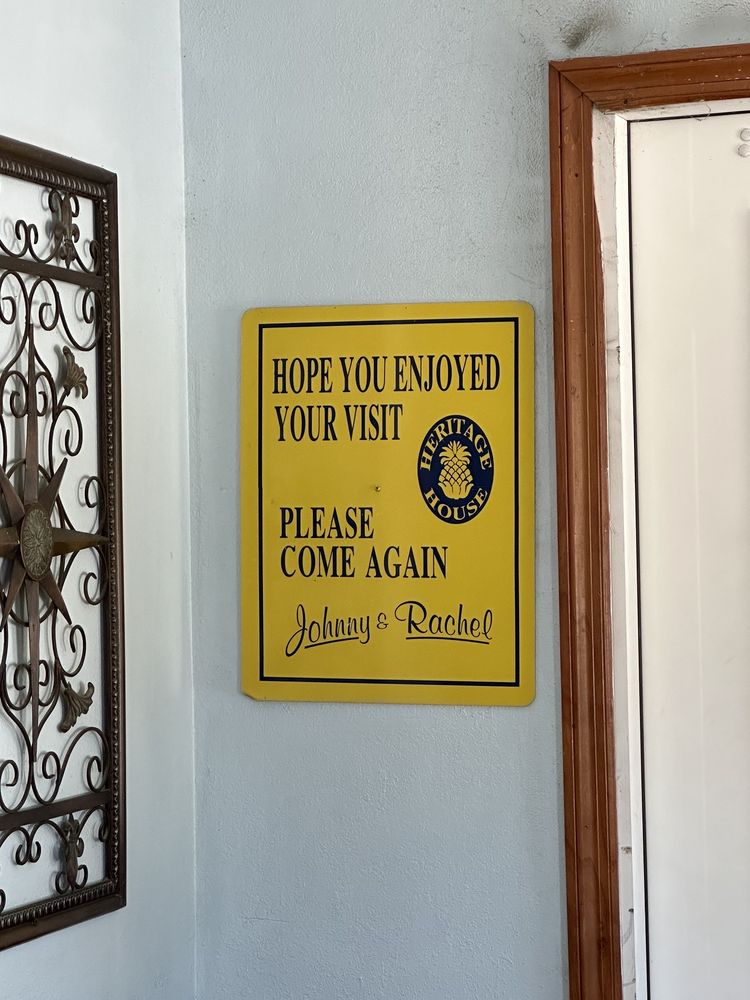 HOPE YOU ENJOYED
YOUR VISIT
HERITAGE
HOUSE
PLEASE
COME AGAIN
Johnny & Rachel